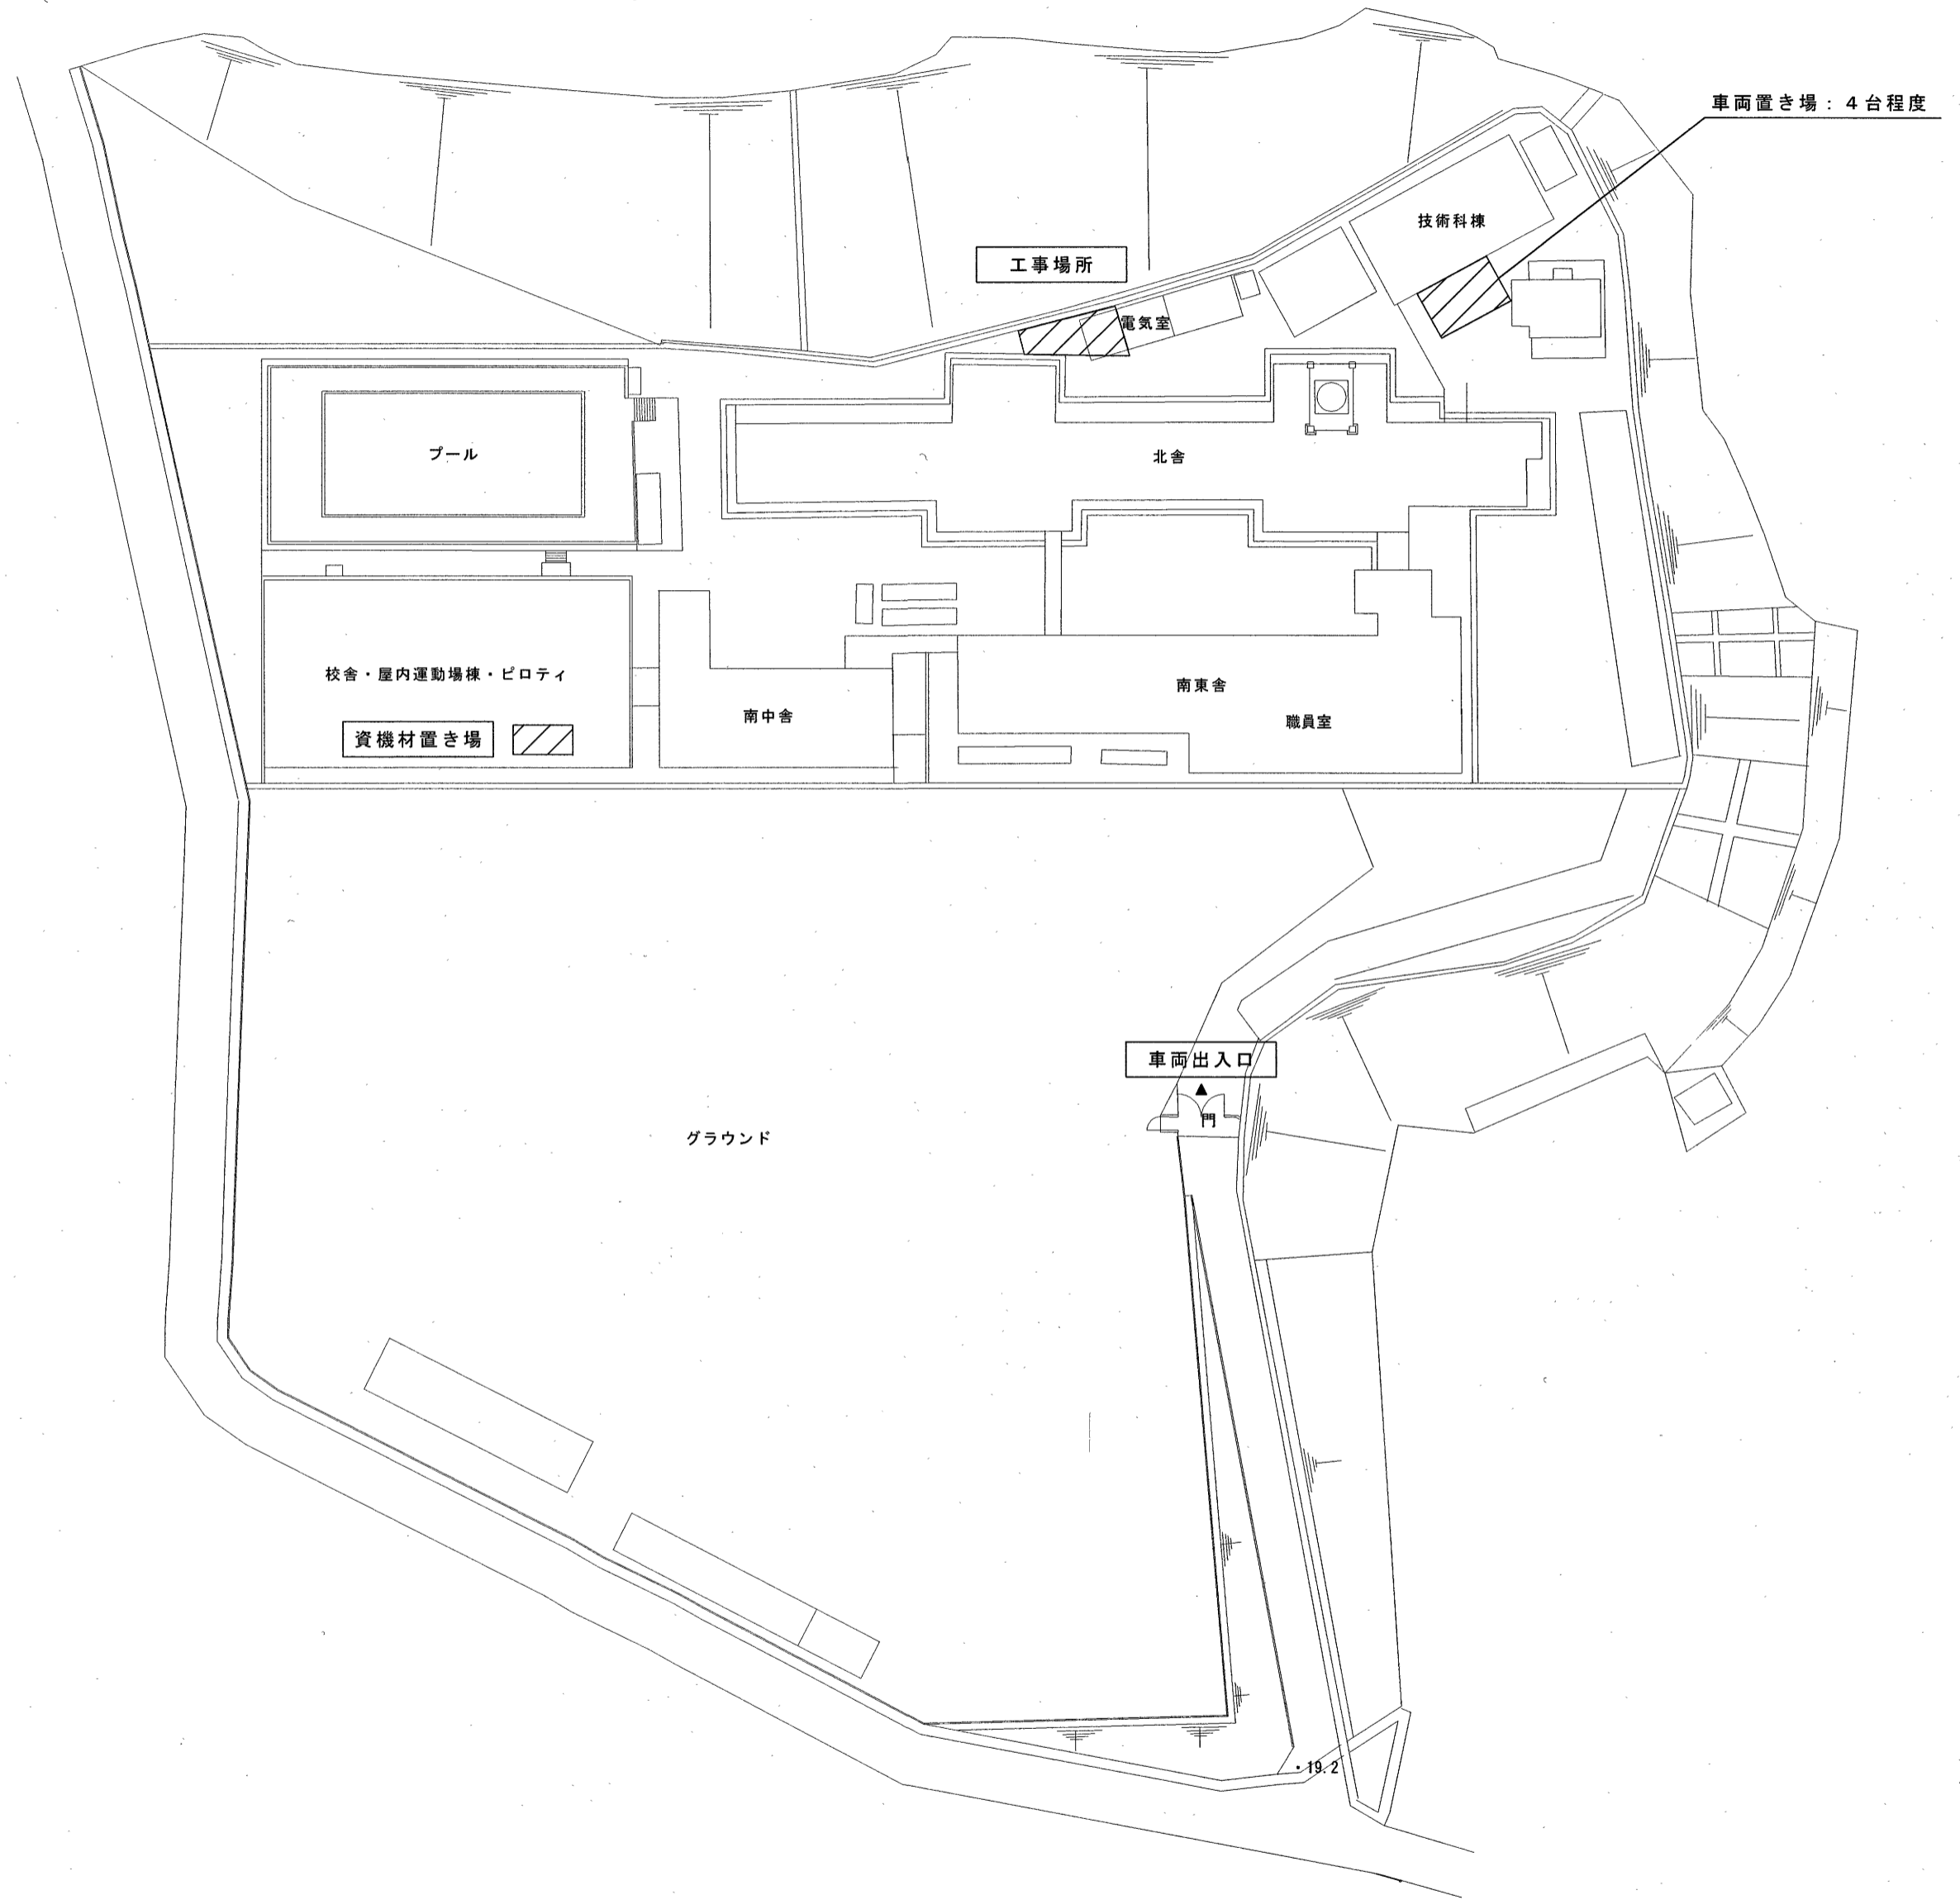 車両置き場：４台程度
技術科棟
工事場所
電気室
プール
北舎
校舎・屋内運動場棟・ピロティ
南東舎
南中舎
職員室
資機材置き場
車両出入口
門
グラウンド
・19.2